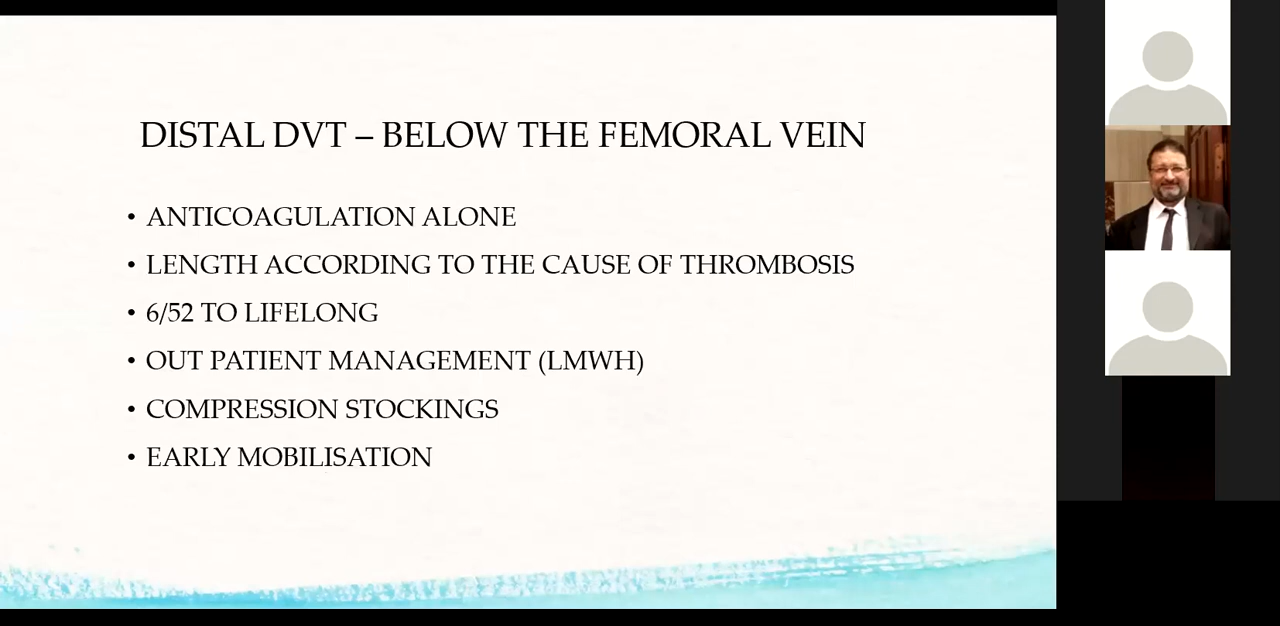 DISTAL DVT – BELOW THE FEMORAL VEIN
• ANTICOAGULATION ALONE
• LENGTH ACCORDING TO THE CAUSE OF THROMBOSIS
• 6/52 TO LIFELONG
• OUT PATIENT MANAGEMENT (LMWH)
• COMPRESSION STOCKINGS
• EARLY MOBILISATION